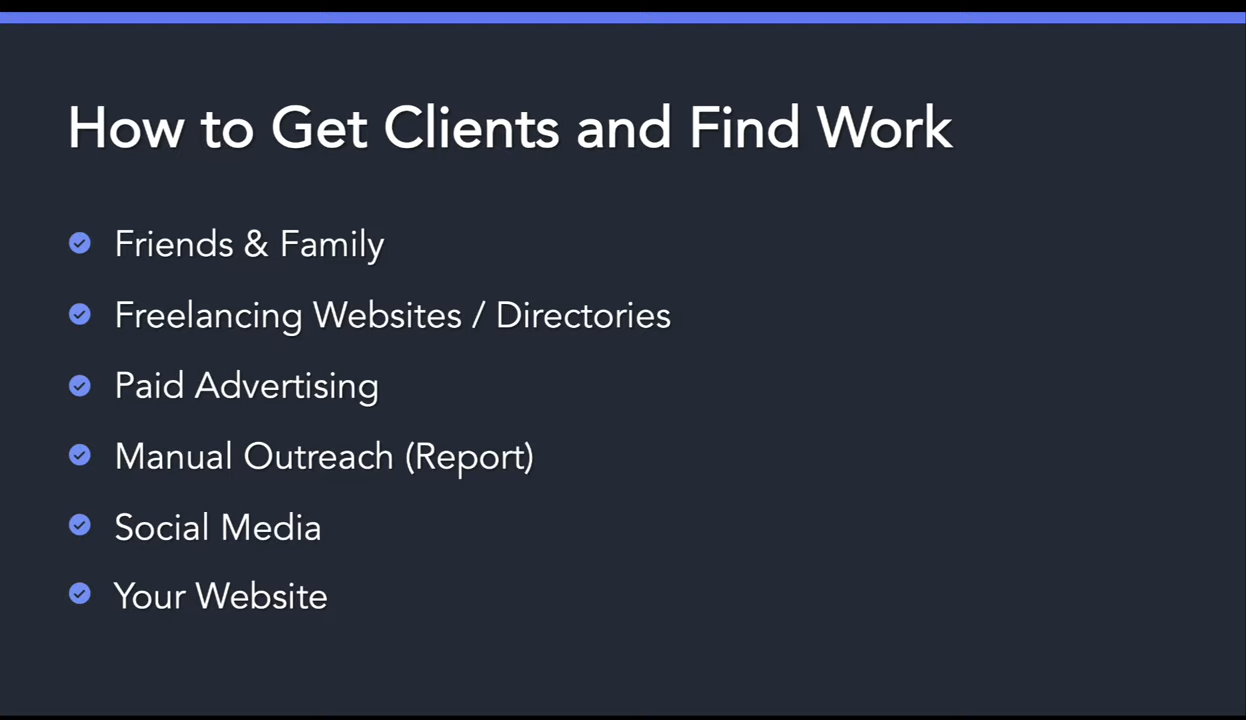 How to Get Clients and Find Work
Friends & Family
Freelancing Websites / Directories
Paid Advertising
Manual Outreach (Report)
Social Media
Your Website